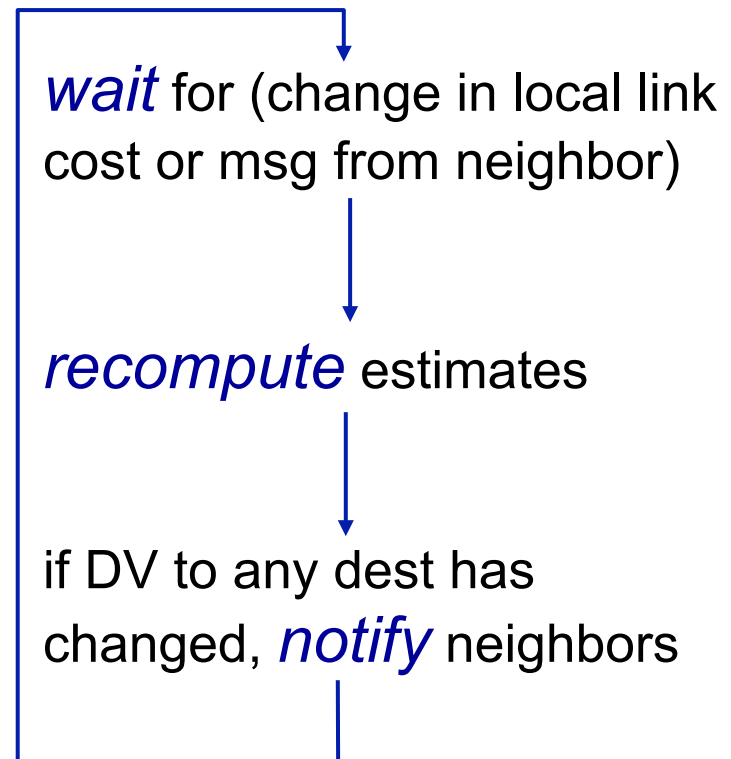 wait for (change in local link
cost or msg from neighbor)
recompute estimates
if DV to any dest has
changed, notify neighbors